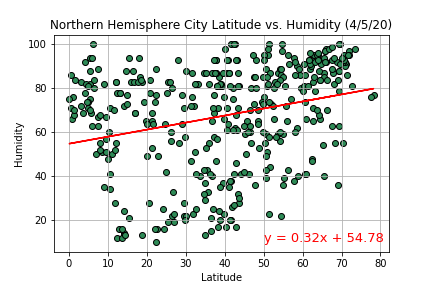 Northern Hemisphere City Latitude vs. Humidity (4/5/20)
100
80
60
40
20
Humidity
y = 0.32x + 54.78
0 10 20 30 40 50 60 70 80
Latitude